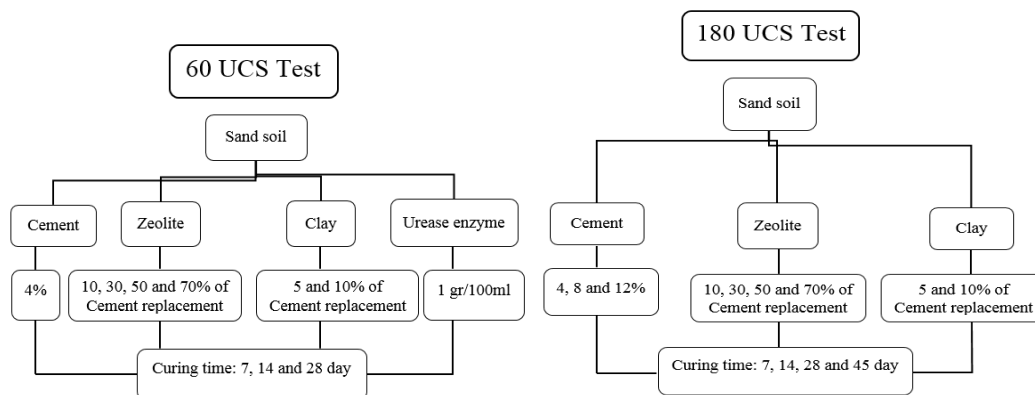 60 UCS Test
Sand soil
Cement
Zeolite
Clay
Urease enzyme
4%
10, 30, 50 and 70% of
Cement replacement
5 and 10% of
Cement replacement
1 gr/100ml
Curing time: 7, 14 and 28 day
180 UCS Test
Sand soil
Cement
Zeolite
Clay
4, 8 and 12%
10, 30, 50 and 70% of
Cement replacement
5 and 10% of
Cement replacement
Curing time: 7, 14, 28 and 45 day